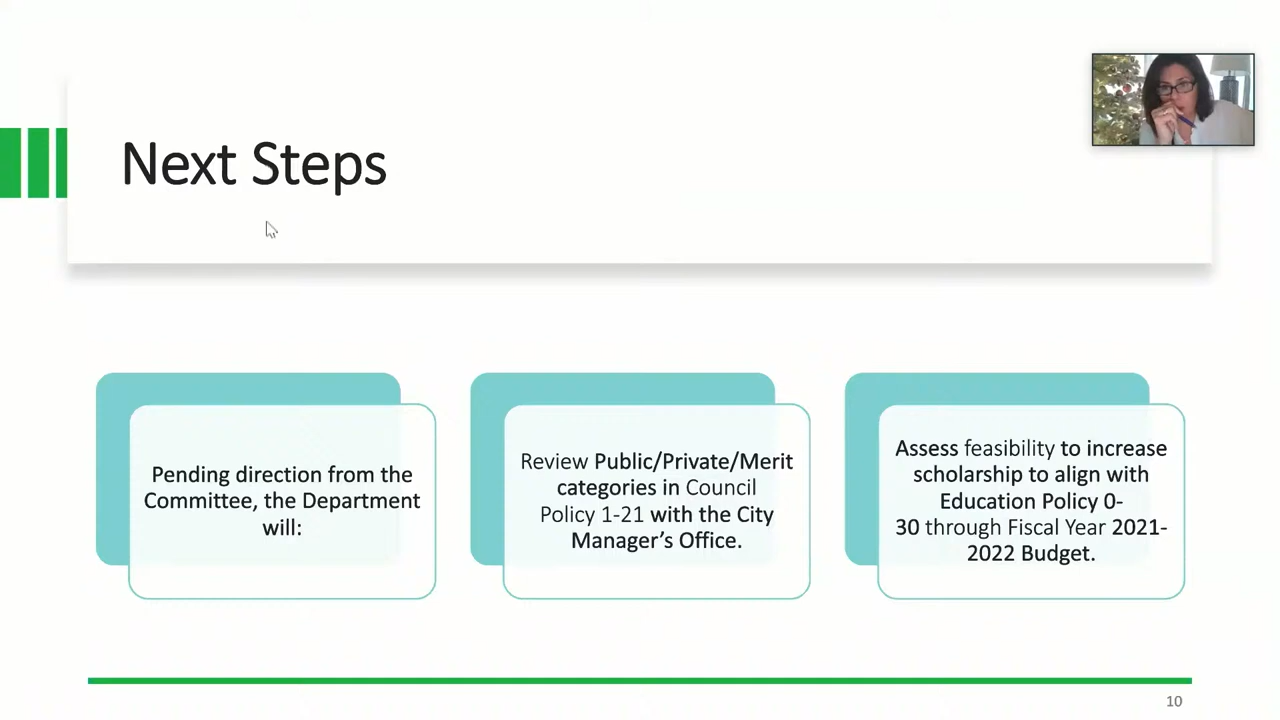 Next Steps
Pending direction from the
Committee, the Department
will:
Review Public/Private/Merit
categories in Council
Policy 1-21 with the City
Manager’s Office.
Assess feasibility to increase
scholarship to align with
Education Policy 0-
30 through Fiscal Year 2021-
2022 Budget.
10